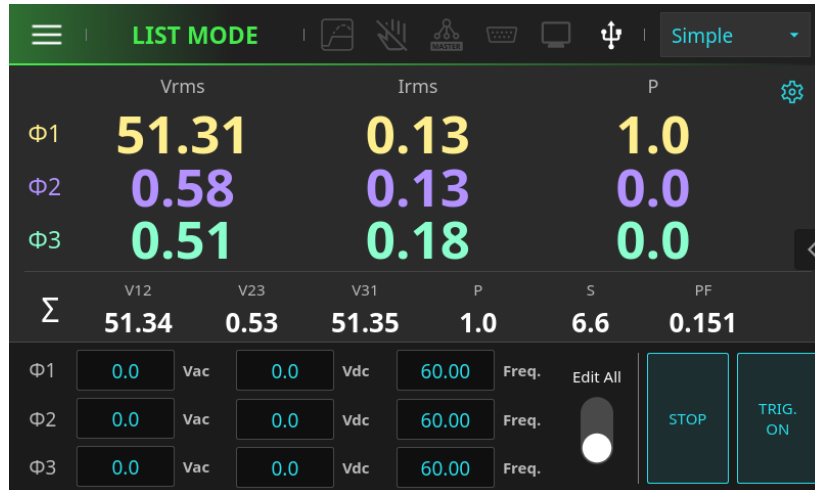 LIST MODE MASTER Simple
Vrms Irms P
Φ1 51.31 0.13 1.0
Φ2 0.58 0.13 0.0
Φ3 0.51 0.18 0.0
V12 V23 V31 P S PF
Σ 51.34 0.53 51.35 1.0 6.6 0.151
Φ1 0.0 Vac 0.0 Vdc 60.00 Freq. Edit All
Φ2 0.0 Vac 0.0 Vdc 60.00 Freq. STOP TRIG. ON
Φ3 0.0 Vac 0.0 Vdc 60.00 Freq.